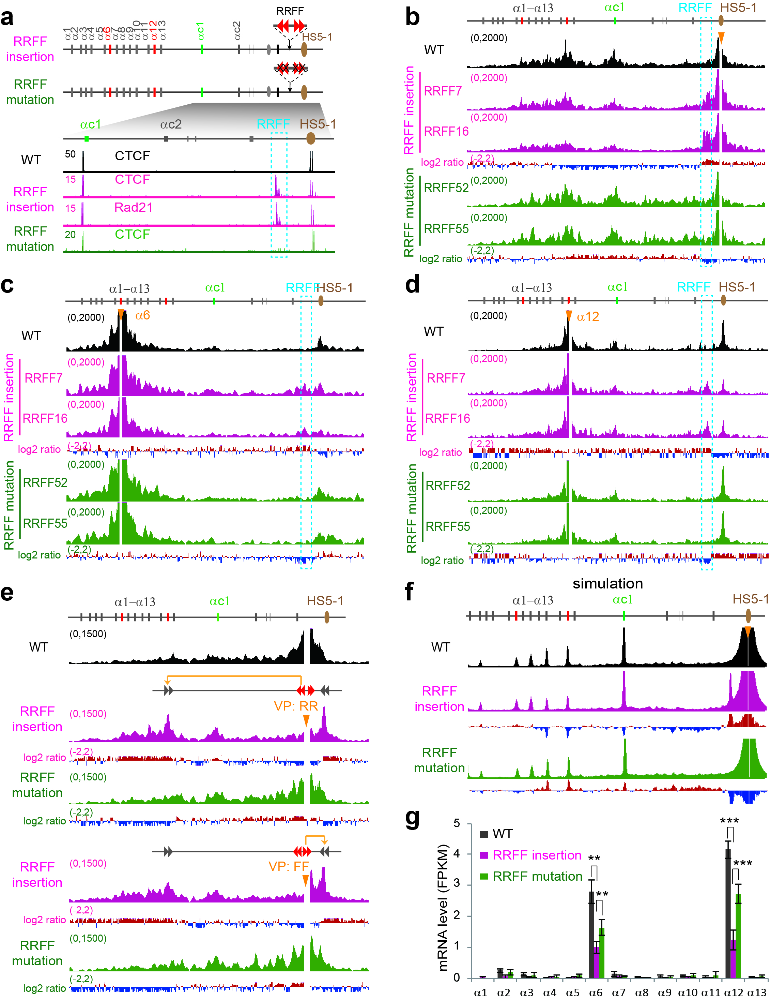 a
α1 α2 α3 α4 α5 α6 α7 α8 α9 α10 α11 α12 α13
αc1
αc2
RRFF
HS5-1
RRFF
insertion
RRFF
mutation
αc1
αc2
RRFF
HS5-1
WT
50
CTCF
RRFF
insertion
15
CTCF
15
Rad21
RRFF
mutation
20
CTCF
b
α1–α13
αc1
RRFF
HS5-1
WT
(0,2000)
RRFF insertion
RRFF7
(0,2000)
RRFF16
(0,2000)
log2 ratio
(-2,2)
RRFF mutation
RRFF52
(0,2000)
RRFF55
(0,2000)
log2 ratio
(-2,2)
c
α1–α13
αc1
RRFF
HS5-1
WT
(0,2000)
α6
RRFF insertion
RRFF7
(0,2000)
RRFF16
(0,2000)
log2 ratio
(-2,2)
RRFF mutation
RRFF52
(0,2000)
RRFF55
(0,2000)
log2 ratio
(-2,2)
d
α1–α13
αc1
RRFF
HS5-1
WT
(0,2000)
α12
RRFF insertion
RRFF7
(0,2000)
RRFF16
(0,2000)
log2 ratio
(-2,2)
RRFF mutation
RRFF52
(0,2000)
RRFF55
(0,2000)
log2 ratio
(-2,2)
e
α1–α13
αc1
HS5-1
WT
(0,1500)
VP: RR
RRFF
insertion
(0,1500)
log2 ratio
(-2,2)
RRFF
mutation
(0,1500)
log2 ratio
(-2,2)
VP: FF
RRFF
insertion
(0,1500)
log2 ratio
(-2,2)
RRFF
mutation
(0,1500)
log2 ratio
(-2,2)
f
simulation
α1–α13
αc1
HS5-1
WT
RRFF
insertion
RRFF
mutation
g
mRNA level (FPKM)
5
4
3
2
1
0
WT
RRFF insertion
RRFF mutation
**
**
***
***
α1 α2 α3 α4 α5 α6 α7 α8 α9 α10 α11 α12 α13